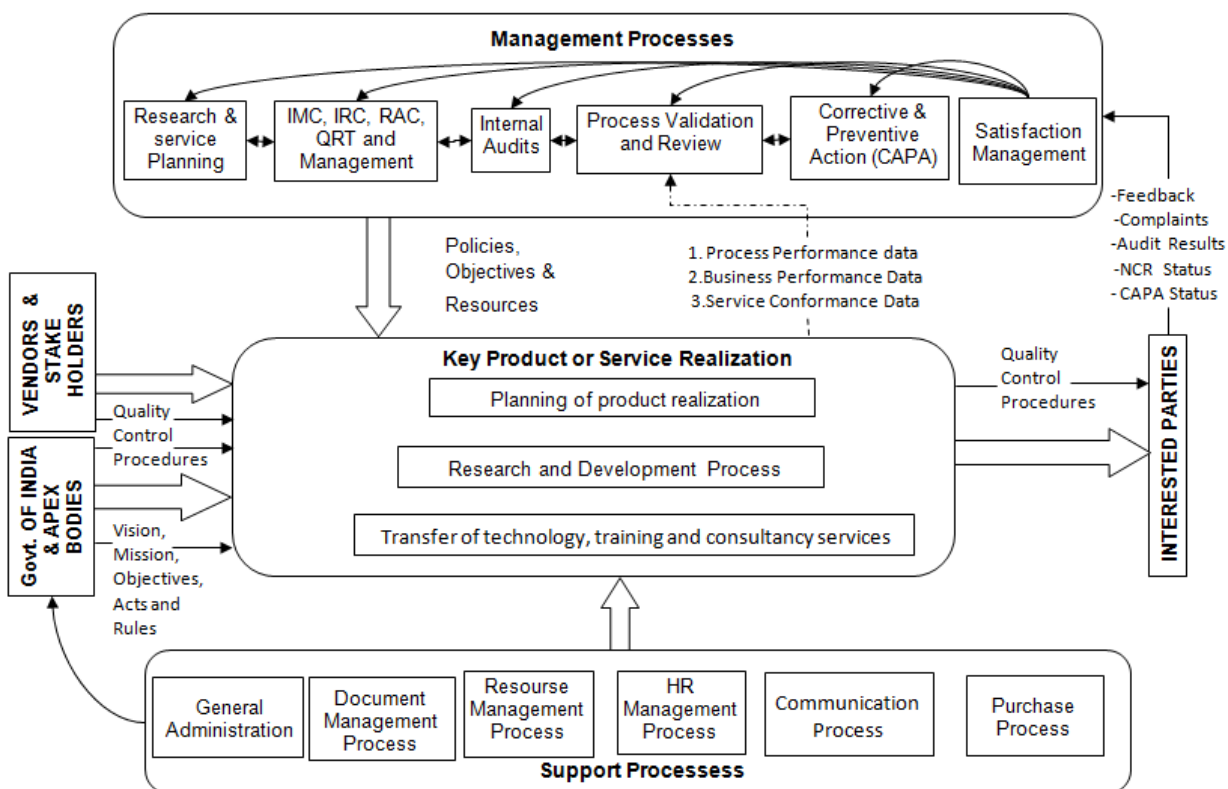 Management Processes
Research &
service
Planning
IMC, IRC, RAC,
QRT and
Management
Internal
Audits
Process Validation
and Review
Corrective &
Preventive
Action (CAPA)
Satisfaction
Management
-Feedback
-Complaints
-Audit Results
-NCR Status
-CAPA Status
Policies,
Objectives &
Resources
1. Process Performance data
2.Business Performance Data
3.Service Conformance Data
VENDORS &
STAKE
HOLDERS
Quality
Control
Procedures
Govt. OF INDIA
& APEX
BODIES
Vision,
Mission,
Objectives,
Acts and
Rules
Key Product or Service Realization
Planning of product realization
Research and Development Process
Transfer of technology, training and consultancy services
Quality
Control
Procedures
INTERESTED PARTIES
General
Administration
Document
Management
Process
Resourse
Management
Process
HR
Management
Process
Communication
Process
Purchase
Process
Support Processess